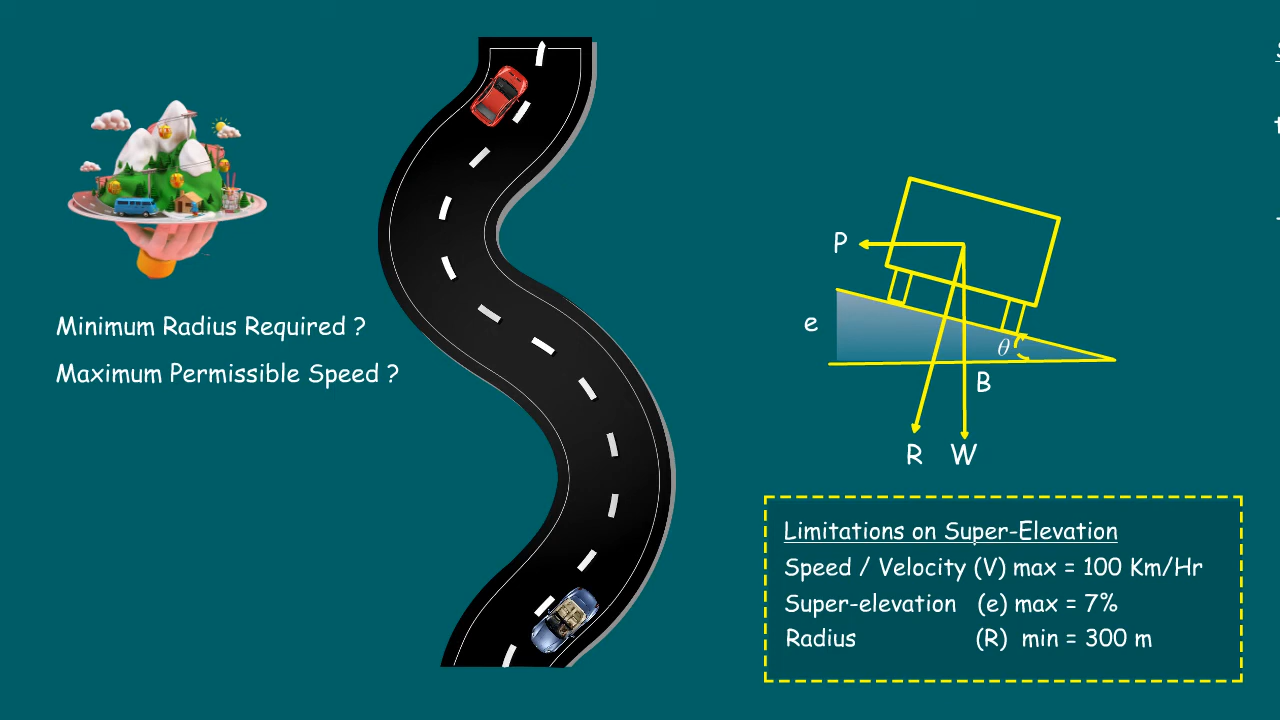 Minimum Radius Required ?
Maximum Permissible Speed ?
P
e
θ
B
R W
Limitations on Super-Elevation
Speed / Velocity (V) max = 100 Km/Hr
Super-elevation (e) max = 7%
Radius (R) min = 300 m